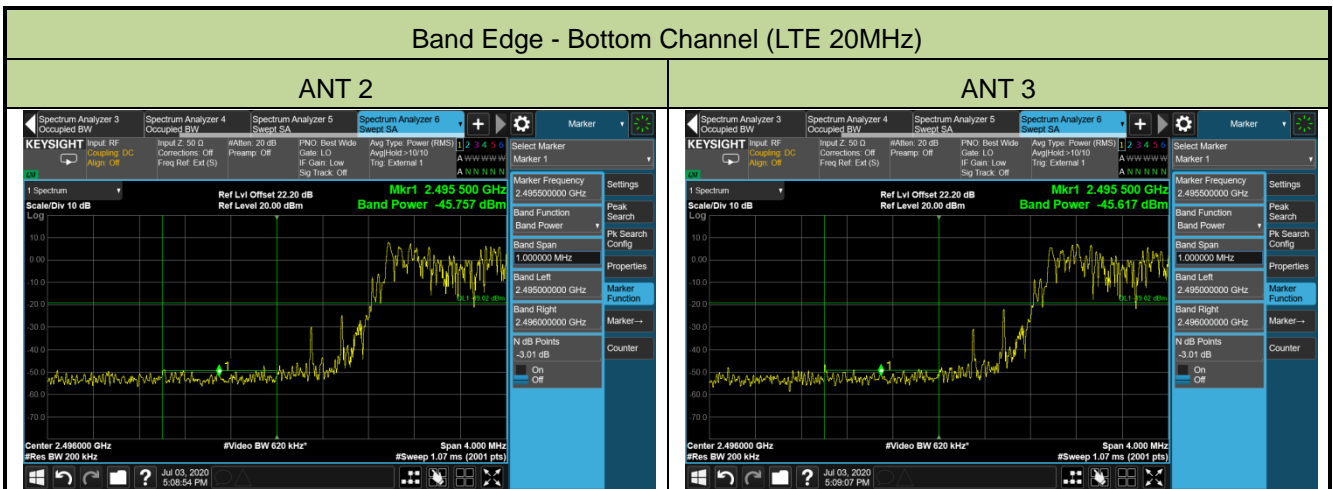 Band Edge - Bottom Channel (LTE 20MHz)
ANT 2
ANT 3
Spectrum Analyzer 3
Occupied BW
Spectrum Analyzer 4
Occupied BW
Spectrum Analyzer 5
Swept SA
Spectrum Analyzer 6
Swept SA
Marker
KEYSIGHT
Input: RF
Coupling: DC
Align: Off
Input Z: 50 Ω
Corrections: Off
Freq Ref: Ext (S)
#Atten: 20 dB
Preamp: Off
PNO: Best Wide
Gate: LO
IF Gain: Low
Sig Track: Off
Avg Type: Power (RMS)
Avg|Hold:>10/10
Trig: External 1
1 2 3 4 5 6
A W W W W W
A N N N N N
LM
Select Marker
Marker 1
1 Spectrum
Scale/Div 10 dB
Log
Ref Lvl Offset 22.20 dB
Ref Level 20.00 dBm
Mkr1 2.495 500 GHz
Band Power -45.757 dBm
10.0
0.00
-10.0
-20.0
-30.0
-40.0
-50.0
-60.0
-70.0
DL1 -19.02 dBm
1
Center 2.496000 GHz
#Res BW 200 kHz
#Video BW 620 kHz*
Span 4.000 MHz
#Sweep 1.07 ms (2001 pts)
Marker Frequency
2.495500000 GHz
Band Function
Band Power
Band Span
1.000000 MHz
Band Left
2.495000000 GHz
Band Right
2.496000000 GHz
N dB Points
-3.01 dB
On
Off
Settings
Peak
Search
Pk Search
Config
Properties
Marker
Function
Marker→
Counter
Jul 03, 2020
5:08:54 PM
Spectrum Analyzer 3
Occupied BW
Spectrum Analyzer 4
Occupied BW
Spectrum Analyzer 5
Swept SA
Spectrum Analyzer 6
Swept SA
Marker
KEYSIGHT
Input: RF
Coupling: DC
Align: Off
Input Z: 50 Ω
Corrections: Off
Freq Ref: Ext (S)
#Atten: 20 dB
Preamp: Off
PNO: Best Wide
Gate: LO
IF Gain: Low
Sig Track: Off
Avg Type: Power (RMS)
Avg|Hold:>10/10
Trig: External 1
1 2 3 4 5 6
A W W W W W
A N N N N N
LM
Select Marker
Marker 1
1 Spectrum
Scale/Div 10 dB
Log
Ref Lvl Offset 22.20 dB
Ref Level 20.00 dBm
Mkr1 2.495 500 GHz
Band Power -45.617 dBm
10.0
0.00
-10.0
-20.0
-30.0
-40.0
-50.0
-60.0
-70.0
DL1 -19.02 dBm
1
Center 2.496000 GHz
#Res BW 200 kHz
#Video BW 620 kHz*
Span 4.000 MHz
#Sweep 1.07 ms (2001 pts)
Marker Frequency
2.495500000 GHz
Band Function
Band Power
Band Span
1.000000 MHz
Band Left
2.495000000 GHz
Band Right
2.496000000 GHz
N dB Points
-3.01 dB
On
Off
Settings
Peak
Search
Pk Search
Config
Properties
Marker
Function
Marker→
Counter
Jul 03, 2020
5:09:07 PM